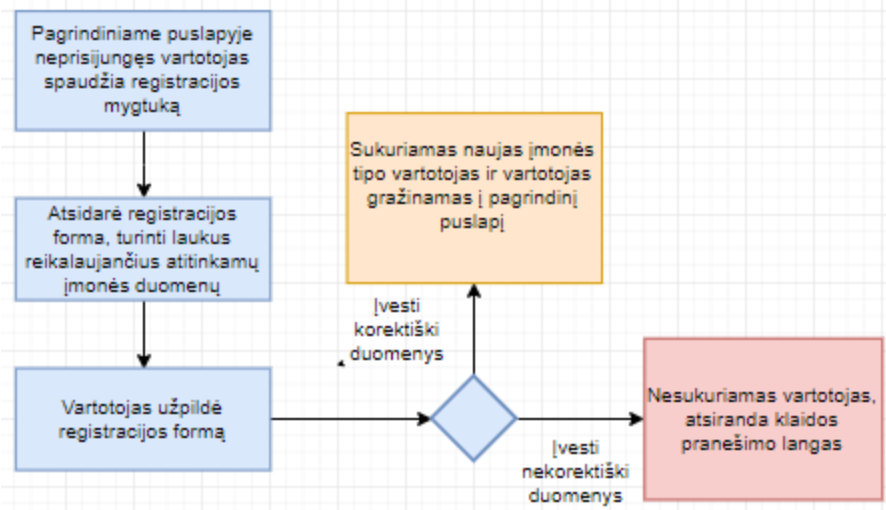 Pagrindiniame puslapyje
neprisijungęs vartotojas
spaudžia registracijos
mygtuką
Atsidarė registracijos
forma, turinti laukus
reikalaujančius atitinkamų
įmonės duomenų
Vartotojas užpildė
registracijos formą
Sukuriamas naujas įmonės
tipo vartotojas ir vartotojas
gražinamas į pagrindinį
puslapį
Įvesti
korektiški
duomenys
Įvesti
nekorektiški
duomenys
Nesukuriamas vartotojas,
atsiranda klaidos
pranešimo langas